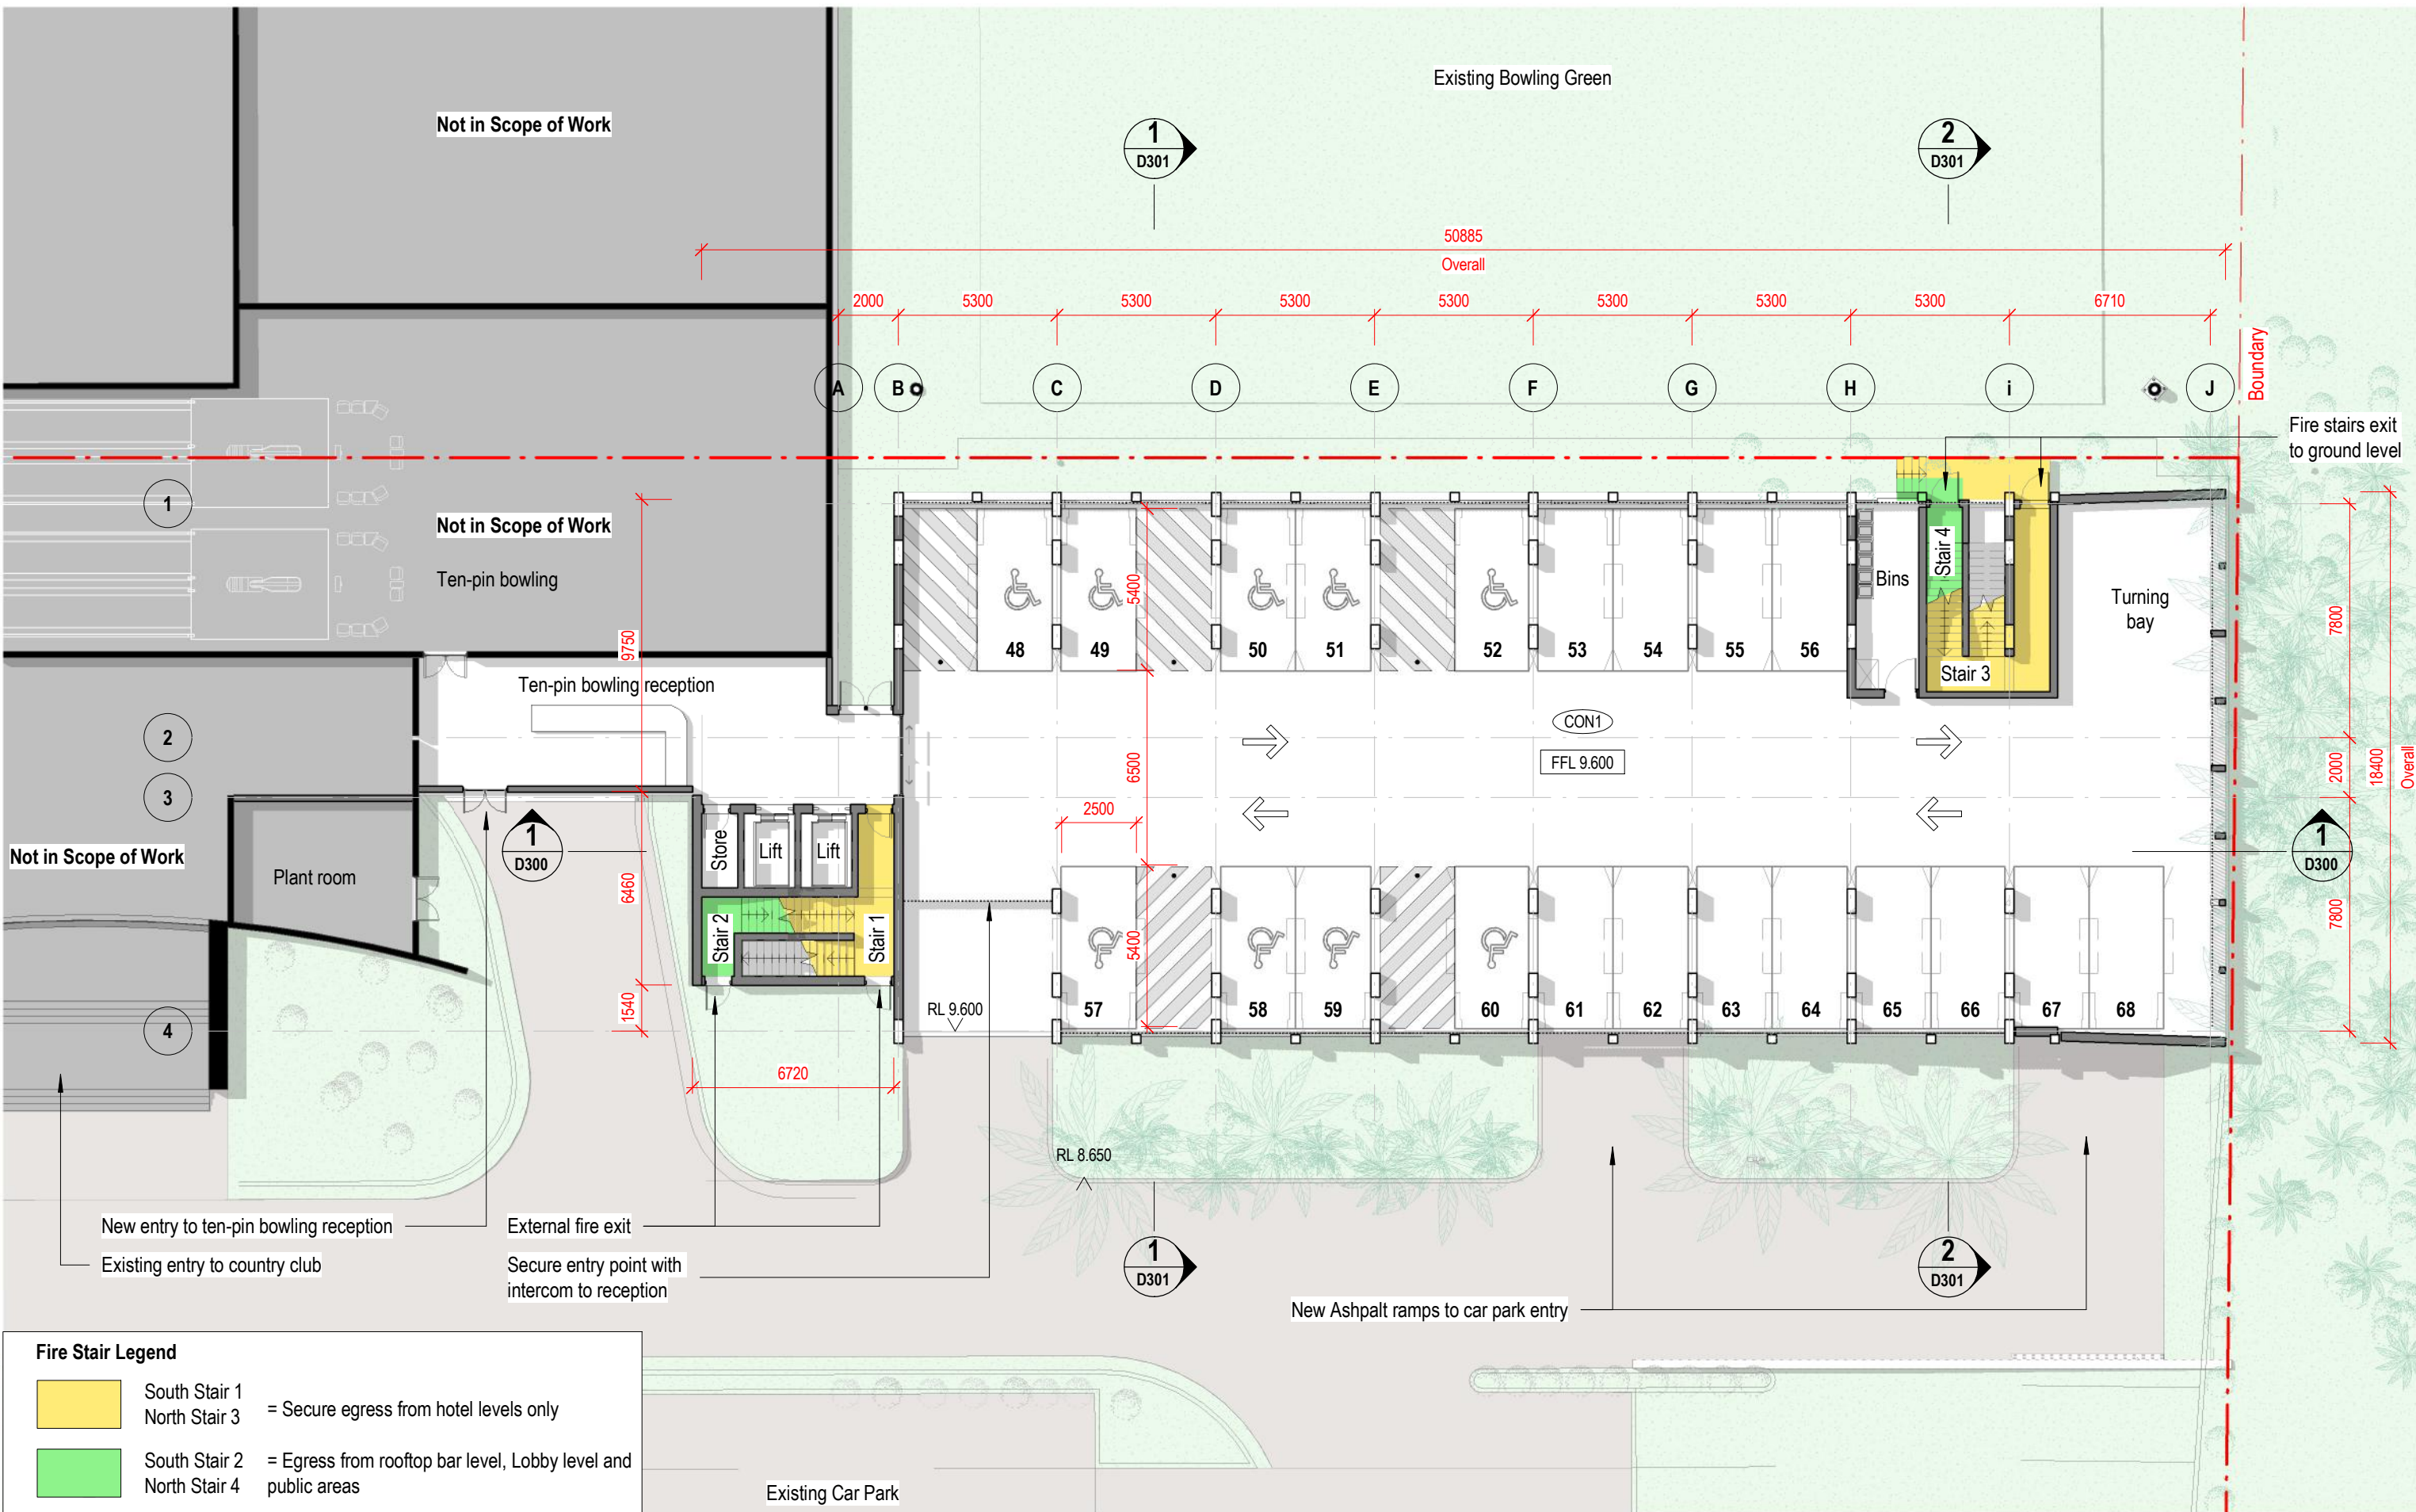 Existing Bowling Green
Not in Scope of Work
1
D301
2
D301
50885
Overall
2000
5300
5300
5300
5300
5300
5300
5300
6710
Boundary
A
B
C
D
E
F
G
H
i
J
Fire stairs exit
to ground level
1
Not in Scope of Work
Ten-pin bowling
9750
5400
48
49
50
51
52
53
54
55
56
Bins
Stair 4
Stair 3
Turning
bay
7800
Ten-pin bowling reception
2
3
CON1
FFL 9.600
6500
2000
18400
Overall
2500
Not in Scope of Work
Plant room
1
D300
Store
Lift
Lift
6460
Stair 2
Stair 1
1
D300
5400
7800
4
1540
RL 9.600
57
58
59
60
61
62
63
64
65
66
67
68
6720
RL 8.650
New entry to ten-pin bowling reception
Existing entry to country club
External fire exit
Secure entry point with
intercom to reception
1
D301
2
D301
New Ashpalt ramps to car park entry
Fire Stair Legend
South Stair 1
North Stair 3
= Secure egress from hotel levels only
South Stair 2
North Stair 4
= Egress from rooftop bar level, Lobby level and
public areas
Existing Car Park